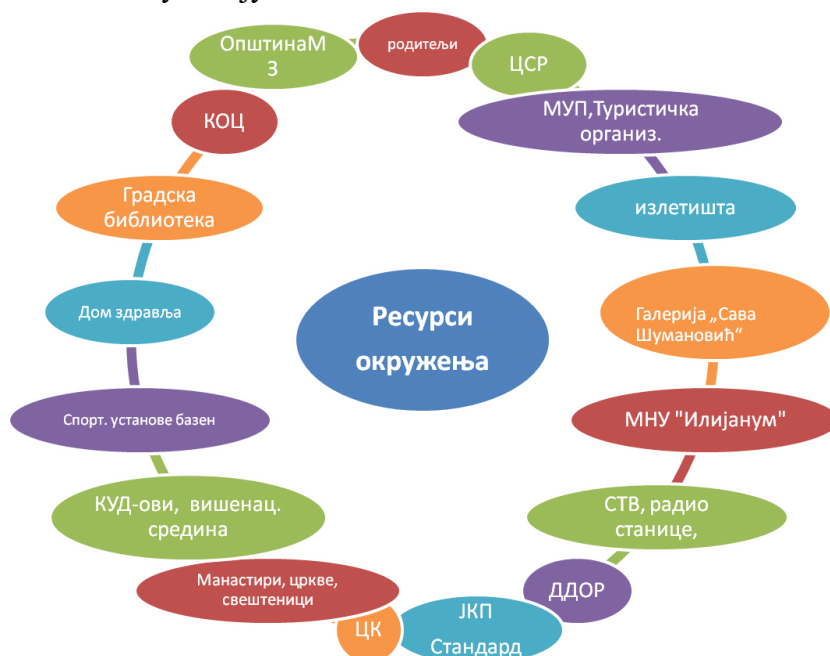 родитељи
ЦСР
МУП,Туристичка
организ.
излетишта
Галерија „Сава
Шумановић“
МНУ "Илијанум"
СТВ, радио
станице,
ДДОР
ЈКП
Стандард
ЦК
Манастири, цркве,
свештеници
КУД-ови, вишенац.
средина
Спорт. установе базен
Дом здравља
Градска
библиотека
КОЦ
ОпштинаМ
З
Ресурси
окружења